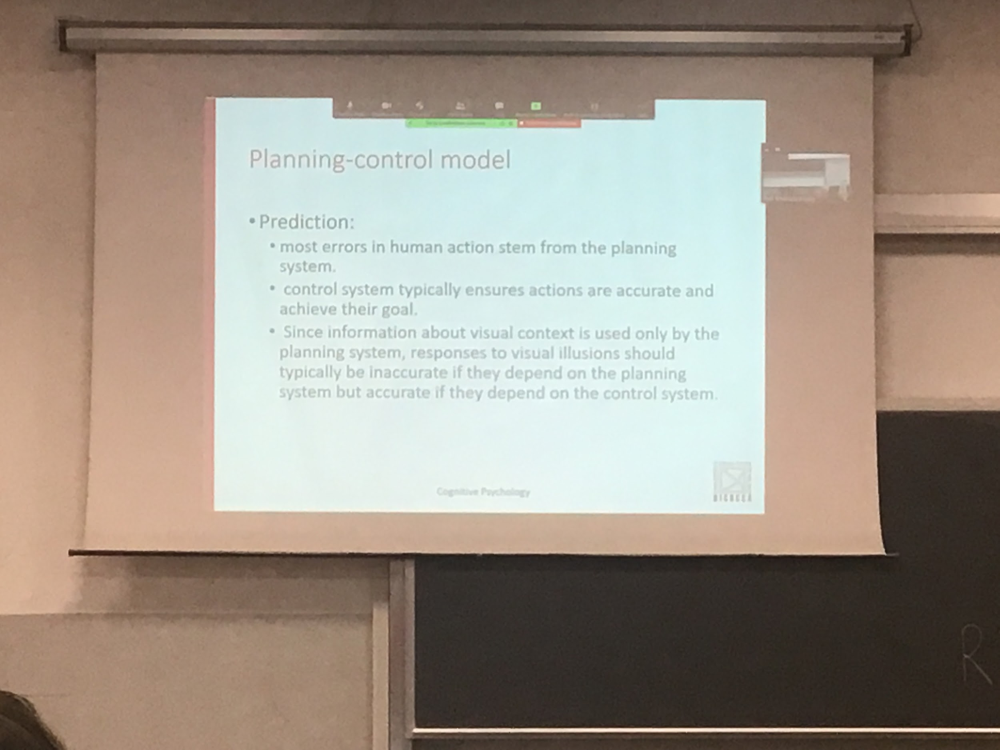 Planning-control model
• Prediction:
• most errors in human action stem from the planning
system.
• control system typically ensures actions are accurate and
achieve their goal.
• Since information about visual context is used only by the
planning system, responses to visual illusions should
typically be inaccurate if they depend on the planning
system but accurate if they depend on the control system.
Cognitive Psychology
BICOCCA
R